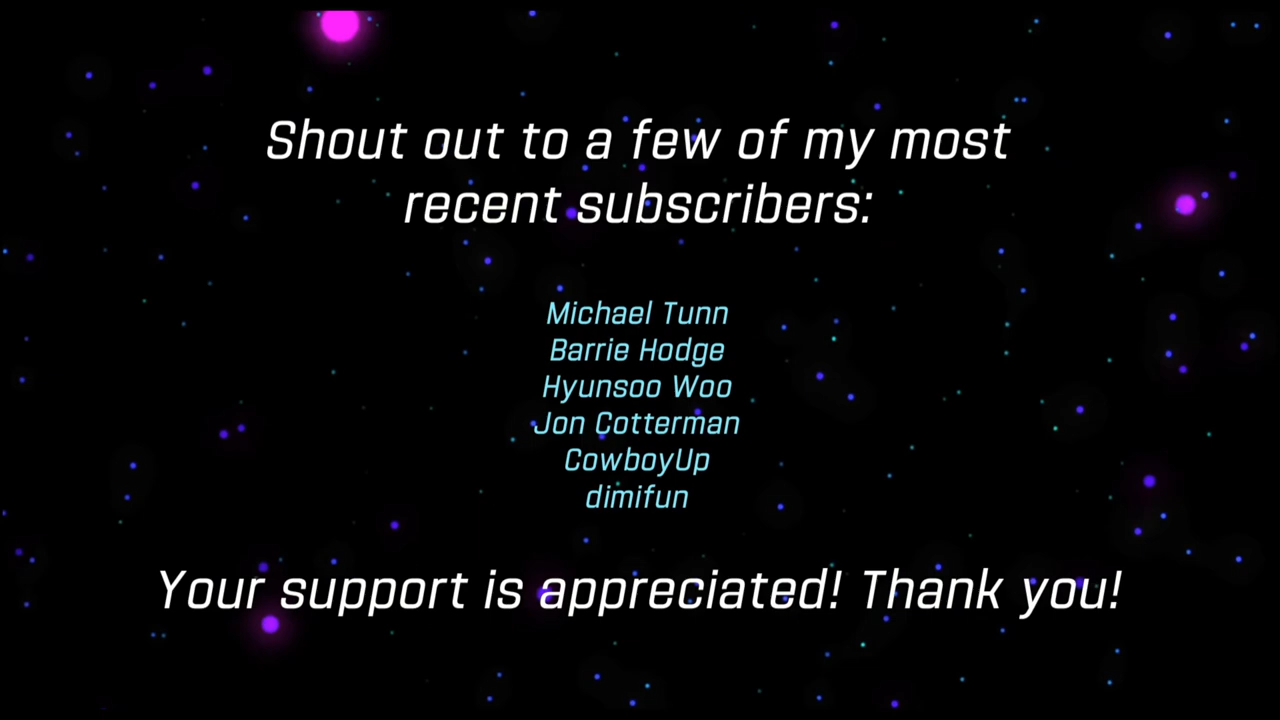 Shout out to a few of my most
recent subscribers:
Michael Tunn
Barrie Hodge
Hyunsoo Woo
Jon Cotterman
CowboyUp
dimifun
Your support is appreciated! Thank you!